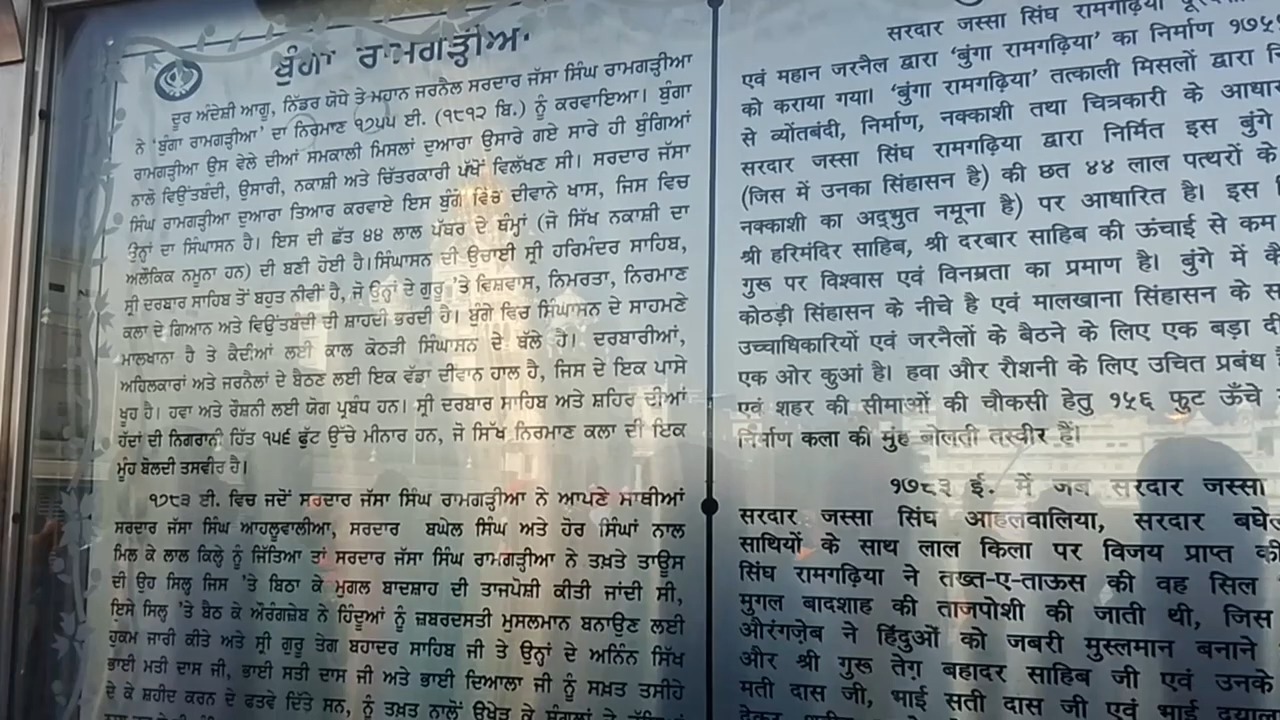 ਬੁੰਗਾ ਰਾਮਗੜ੍ਹੀਆ
ਦੂਰ ਅੰਦੇਸ਼ੀ ਆਗੂ, ਨਿੱਡਰ ਯੋਧੇ ਤੇ ਮਹਾਨ ਜਰਨੈਲ ਸਰਦਾਰ ਜੱਸਾ ਸਿੰਘ ਰਾਮਗੜ੍ਹੀਆ
ਨੇ 'ਬੁੰਗਾ ਰਾਮਗੜ੍ਹੀਆ' ਦਾ ਨਿਰਮਾਣ ੧੭੫੫ ਈ. (੧੮੧੨ ਬਿ.) ਨੂੰ ਕਰਵਾਇਆ। ਬੁੰਗਾ
ਰਾਮਗੜ੍ਹੀਆ ਉਸ ਵੇਲੇ ਦੀਆਂ ਸਮਕਾਲੀ ਮਿਸਲਾਂ ਦੁਆਰਾ ਉਸਾਰੇ ਗਏ ਸਾਰੇ ਹੀ ਬੁੰਗਿਆਂ
ਨਾਲੋਂ ਵਿਉਂਤਬੰਦੀ, ਉਸਾਰੀ, ਨਕਾਸ਼ੀ ਅਤੇ ਚਿੱਤਰਕਾਰੀ ਪੱਖੋਂ ਵਿਲੱਖਣ ਸੀ। ਸਰਦਾਰ ਜੱਸਾ
ਸਿੰਘ ਰਾਮਗੜ੍ਹੀਆ ਦੁਆਰਾ ਤਿਆਰ ਕਰਵਾਏ ਇਸ ਬੁੰਗੇ ਵਿੱਚ ਦੀਵਾਨੇ ਖਾਸ, ਜਿਸ ਵਿਚ
ਉਨ੍ਹਾਂ ਦਾ ਸਿੰਘਾਸਨ ਹੈ। ਇਸ ਦੀ ਛੱਤ ੪੪ ਲਾਲ ਪੱਥਰ ਦੇ ਥੰਮ੍ਹਾਂ (ਜੋ ਸਿੱਖ ਨਕਾਸ਼ੀ ਦਾ
ਅਲੌਕਿਕ ਨਮੂਨਾ ਹਨ) ਦੀ ਬਣੀ ਹੋਈ ਹੈ। ਸਿੰਘਾਸਨ ਦੀ ਉਚਾਈ ਸ੍ਰੀ ਹਰਿਮੰਦਰ ਸਾਹਿਬ,
ਸ੍ਰੀ ਦਰਬਾਰ ਸਾਹਿਬ ਤੋਂ ਬਹੁਤ ਨੀਵੀਂ ਹੈ, ਜੋ ਉਨ੍ਹਾਂ ਦੇ ਗੁਰੂ 'ਤੇ ਵਿਸ਼ਵਾਸ, ਨਿਮਰਤਾ, ਨਿਰਮਾਣ
ਕਲਾ ਦੇ ਗਿਆਨ ਅਤੇ ਵਿਉਂਤਬਦੀ ਦੀ ਸ਼ਾਹਦੀ ਭਰਦੀ ਹੈ। ਬੁੰਗੇ ਵਿਚ ਸਿੰਘਾਸਨ ਦੇ ਸਾਹਮਣੇ
ਮਾਲਖਾਨਾ ਹੈ ਤੇ ਕੈਦੀਆਂ ਲਈ ਕਾਲ ਕੋਠੜੀ ਸਿੰਘਾਸਨ ਦੇ ਥੱਲੇ ਹੈ। ਦਰਬਾਰੀਆਂ,
ਅਹਿਲਕਾਰਾਂ ਅਤੇ ਜਰਨੈਲਾਂ ਦੇ ਬੈਠਣ ਲਈ ਇਕ ਵੱਡਾ ਦੀਵਾਨ ਹਾਲ ਹੈ, ਜਿਸ ਦੇ ਇਕ ਪਾਸੇ
ਖੂਹ ਹੈ। ਹਵਾ ਅਤੇ ਰੌਸ਼ਨੀ ਲਈ ਯੋਗ ਪ੍ਰਬੰਧ ਹਨ। ਸ੍ਰੀ ਦਰਬਾਰ ਸਾਹਿਬ ਅਤੇ ਸ਼ਹਿਰ ਦੀਆਂ
ਹੱਦਾਂ ਦੀ ਨਿਗਰਾਨੀ ਹਿੱਤ ੧੫੬ ਫੁੱਟ ਉੱਚੇ ਮੀਨਾਰ ਹਨ, ਜੋ ਸਿੱਖ ਨਿਰਮਾਣ ਕਲਾ ਦੀ ਇਕ
ਮੂੰਹ ਬੋਲਦੀ ਤਸਵੀਰ ਹੈ।
੧੭੮੩ ਈ. ਵਿਚ ਜਦੋਂ ਸਰਦਾਰ ਜੱਸਾ ਸਿੰਘ ਰਾਮਗੜ੍ਹੀਆ ਨੇ ਆਪਣੇ ਸਾਥੀਆਂ
ਸਰਦਾਰ ਜੱਸਾ ਸਿੰਘ ਆਹਲੂਵਾਲੀਆ, ਸਰਦਾਰ ਬਘੇਲ ਸਿੰਘ ਅਤੇ ਹੋਰ ਸਿੰਘਾਂ ਨਾਲ
ਮਿਲ ਕੇ ਲਾਲ ਕਿਲ੍ਹੇ ਨੂੰ ਜਿੱਤਿਆ ਤਾਂ ਸਰਦਾਰ ਜੱਸਾ ਸਿੰਘ ਰਾਮਗੜ੍ਹੀਆ ਨੇ ਤਖ਼ਤੇ ਤਾਊਸ
ਦੀ ਉਹ ਸਿਲ੍ਹ ਜਿਸ 'ਤੇ ਬਿਠਾ ਕੇ ਮੁਗਲ ਬਾਦਸ਼ਾਹ ਦੀ ਤਾਜਪੋਸ਼ੀ ਕੀਤੀ ਜਾਂਦੀ ਸੀ,
ਇਸੇ ਸਿਲ੍ਹ 'ਤੇ ਬੈਠ ਕੇ ਔਰੰਗਜ਼ੇਬ ਨੇ ਹਿੰਦੂਆਂ ਨੂੰ ਜ਼ਬਰਦਸਤੀ ਮੁਸਲਮਾਨ ਬਨਾਉਣ ਲਈ
ਹੁਕਮ ਜਾਰੀ ਕੀਤੇ ਅਤੇ ਸ੍ਰੀ ਗੁਰੂ ਤੇਗ ਬਹਾਦਰ ਸਾਹਿਬ ਜੀ ਤੇ ਉਨ੍ਹਾਂ ਦੇ ਅਨਿੰਨ ਸਿੱਖ
ਭਾਈ ਮਤੀ ਦਾਸ ਜੀ, ਭਾਈ ਸਤੀ ਦਾਸ ਜੀ ਅਤੇ ਭਾਈ ਦਿਆਲਾ ਜੀ ਨੂੰ ਸਖ਼ਤ ਤਸੀਹੇ
ਦੇ ਕੇ ਸ਼ਹੀਦ ਕਰਨ ਦੇ ਫਤਵੇ ਦਿੱਤੇ ਸਨ, ਨੂੰ ਤਖ਼ਤ ਨਾਲੋਂ ਉਖੇੜ ਕੇ
सरदार जस्सा सिंघ रामगढ़िया
एवं महान जरनैल द्वारा 'बुंगा रामगढ़िया' का निर्माण १७५५
को कराया गया। 'बुंगा रामगढ़िया' तत्काली मिसलों द्वारा
से ब्योंतबंदी, निर्माण, नक्काशी तथा चित्रकारी के आधार
सरदार जस्सा सिंघ रामगढ़िया द्वारा निर्मित इस बुंगे
(जिस में उनका सिंहासन है) की छत ४४ लाल पत्थरों के
नक्काशी का अद्भुत नमूना है) पर आधारित है। इस
श्री हरिमंदिर साहिब, श्री दरबार साहिब की ऊंचाई से कम
गुरू पर विश्वास एवं विनम्रता का प्रमाण है। बुंगे में
कोठड़ी सिंहासन के नीचे है एवं मालखाना सिंहासन के
उच्चाधिकारियों एवं जरनैलों के बैठने के लिए एक बड़ा
एक ओर कुआं है। हवा और रौशनी के लिए उचित प्रबंध
एवं शहर की सीमाओं की चौकसी हेतु १५६ फुट ऊँचे
निर्माण कला की मुंह बोलती तस्वीर हैं।
१७८३ ई. में जब सरदार जस्सा
सरदार जस्सा सिंघ आहलवालिया, सरदार
साथियों के साथ लाल किला पर विजय प्राप्त
सिंघ रामगढ़िया ने तख्त-ए-ताऊस की वह सिल
मुगल बादशाह की ताजपोशी की जाती थी, जिस
औरंगज़ेब ने हिंदुओं को जबरी मुस्लमान बनाने
और श्री गुरू तेग़ बहादर साहिब जी एवं उनके
मती दास जी, भाई सती दास जी एवं भाई